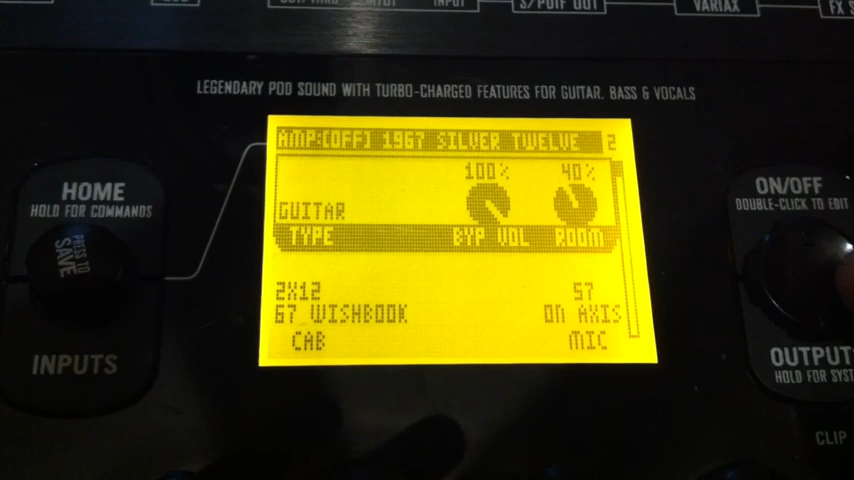 S/PDIF OUT
VARIAX
INPUT
LEGENDARY POD SOUND WITH TURBO-CHARGED FEATURES FOR GUITAR, BASS & VOCALS
AMP:(OFF) 1967 SILVER TWELVE 2
100% 40%
GUITAR
TYPE BYP VOL ROOM
2X12 57
67 WISHBOOK ON AXIS
CAB MIC
HOME
HOLD FOR COMMANDS
PRESS TO
SAVE
INPUTS
ON/OFF
DOUBLE-CLICK TO EDIT
OUTPUT
HOLD FOR SYST
CLIP